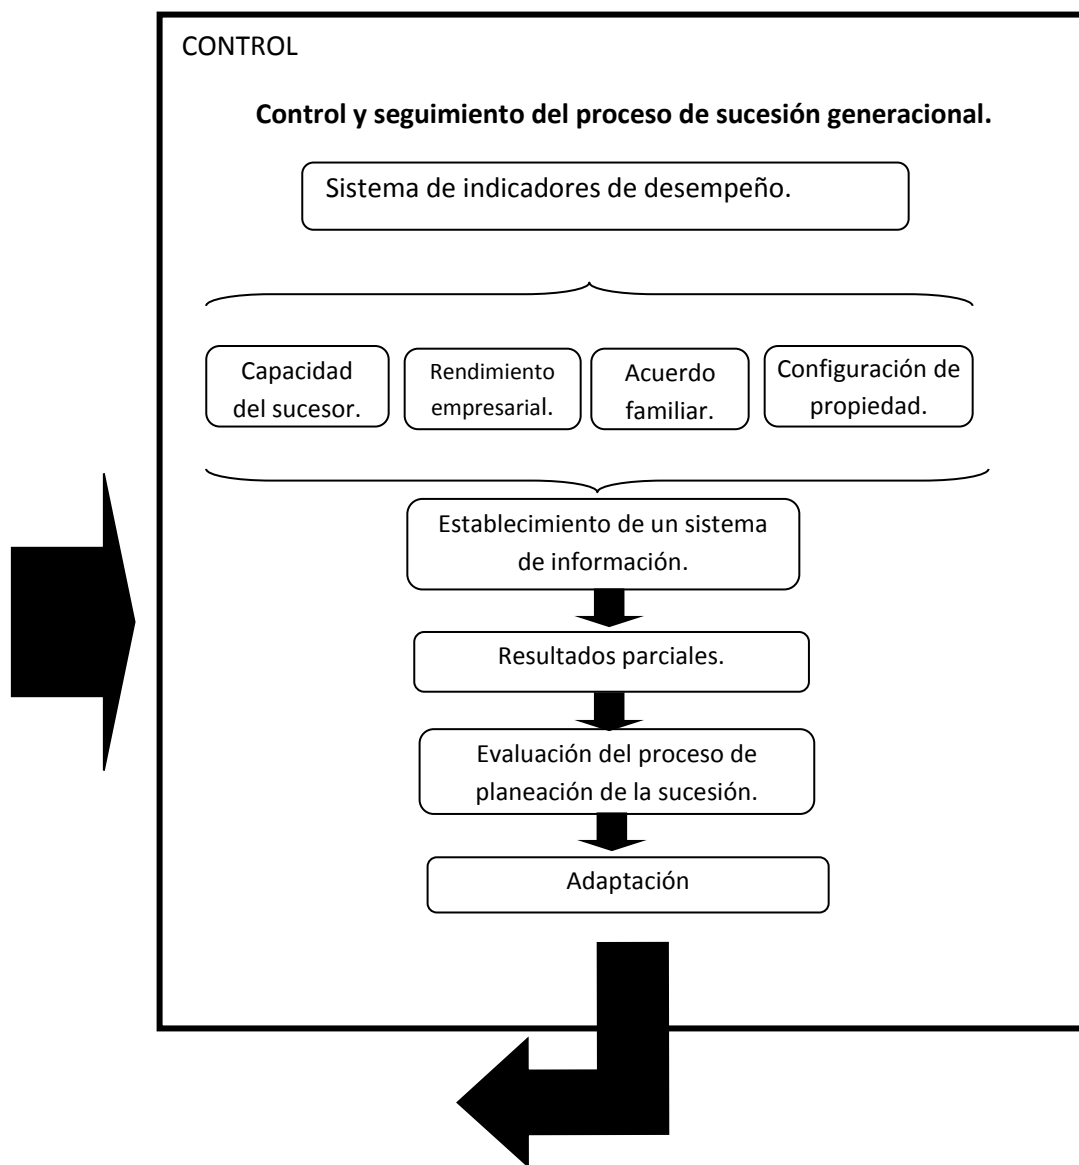 CONTROL
Control y seguimiento del proceso de sucesión generacional.
Sistema de indicadores de desempeño.
Capacidad
del sucesor.
Rendimiento
empresarial.
Acuerdo
familiar.
Configuración de
propiedad.
Establecimiento de un sistema
de información.
Resultados parciales.
Evaluación del proceso de
planeación de la sucesión.
Adaptación